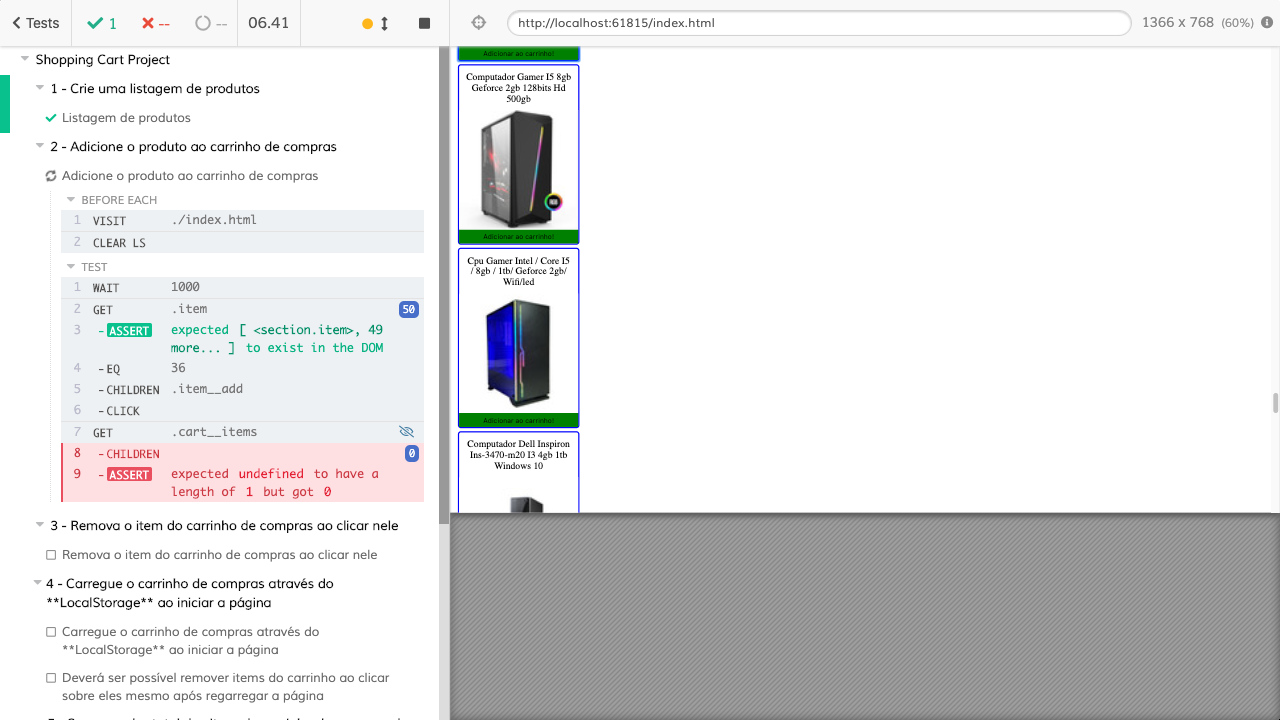 Tests
1
--
--
06.41
http://localhost:61815/index.html
1366 x 768 (60%)
Shopping Cart Project
1 - Crie uma listagem de produtos
Listagem de produtos
2 - Adicione o produto ao carrinho de compras
Adicione o produto ao carrinho de compras
BEFORE EACH
1 VISIT ./index.html
2 CLEAR LS
TEST
1 WAIT 1000
2 GET .item 50
3 -ASSERT expected [ <section.item>, 49
more... ] to exist in the DOM
4 -EQ 36
5 -CHILDREN .item__add
6 -CLICK
7 GET .cart__items
8 -CHILDREN 0
9 -ASSERT expected undefined to have a
length of 1 but got 0
3 - Remova o item do carrinho de compras ao clicar nele
Remova o item do carrinho de compras ao clicar nele
4 - Carregue o carrinho de compras através do
**LocalStorage** ao iniciar a página
Carregue o carrinho de compras através do
**LocalStorage** ao iniciar a página
Deverá ser possível remover items do carrinho ao clicar
sobre eles mesmo após regarregar a página
Adicionar ao carrinho!
Computador Gamer I5 8gb
Geforce 2gb 128bits Hd
500gb
RGB
Adicionar ao carrinho!
Cpu Gamer Intel / Core I5
/ 8gb / 1tb/ Geforce 2gb/
Wifi/led
Adicionar ao carrinho!
Computador Dell Inspiron
Ins-3470-m20 I3 4gb 1tb
Windows 10